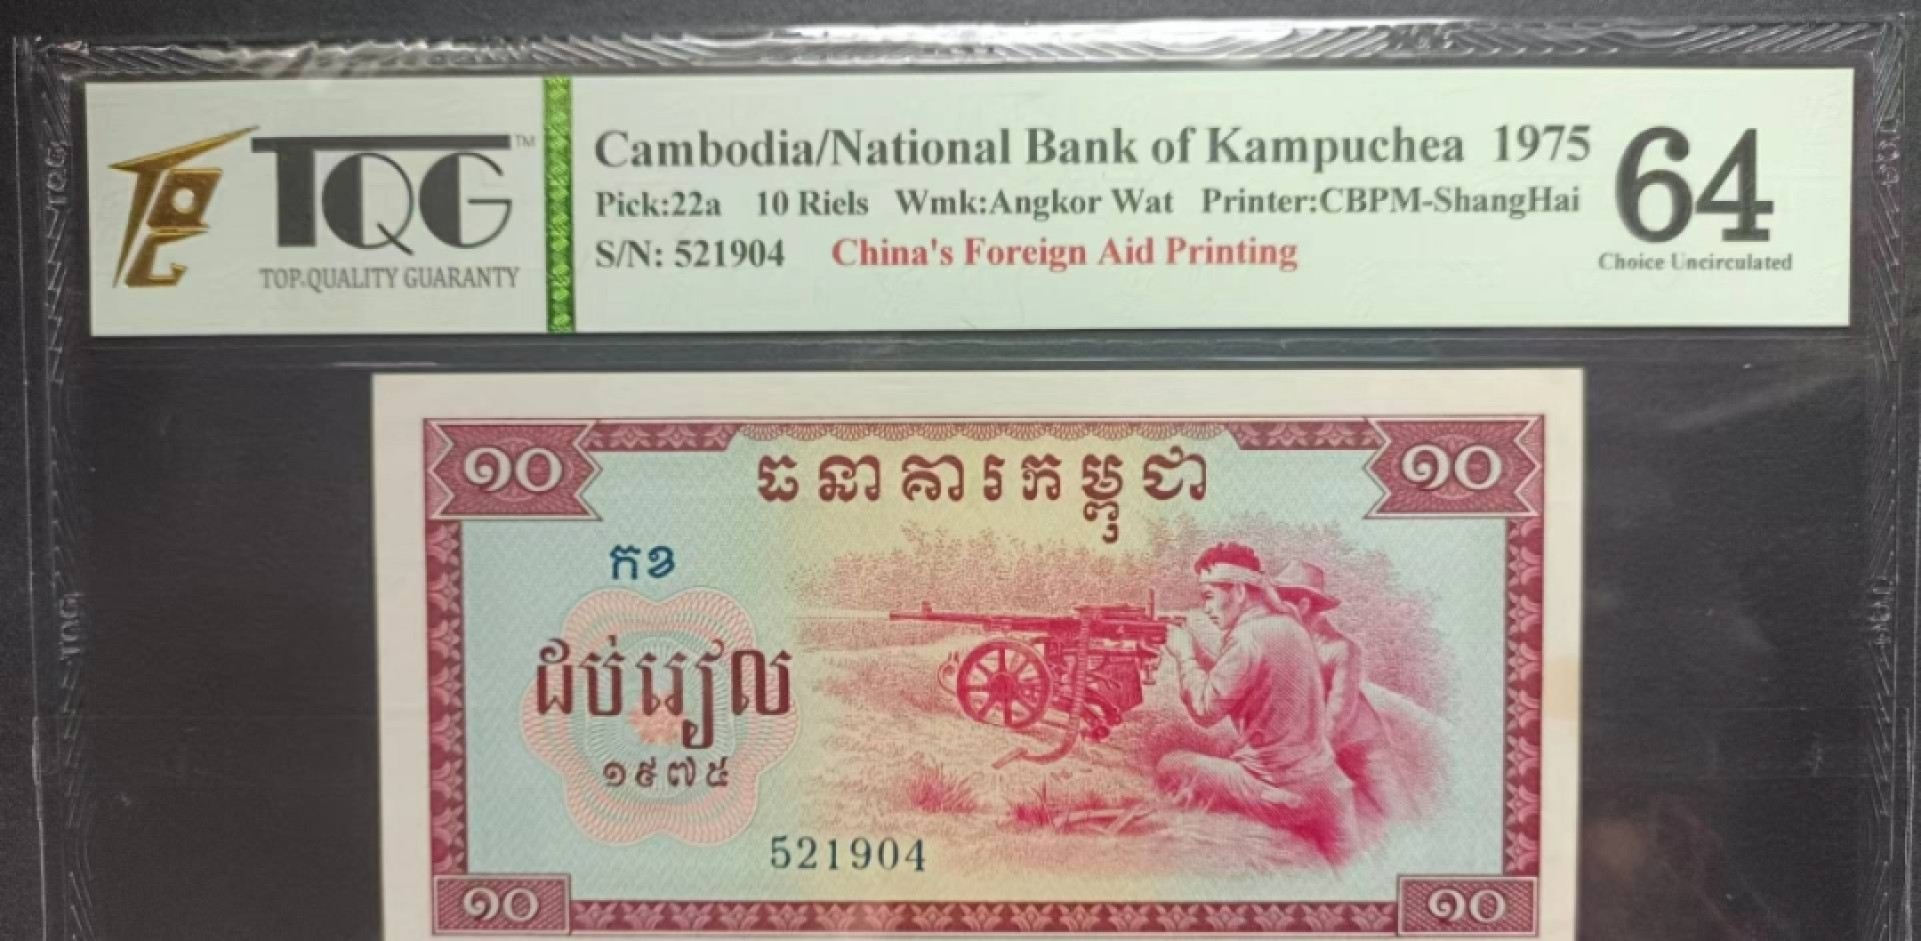 TQG™
TOP-QUALITY GUARANTY
Cambodia/National Bank of Kampuchea 1975
Pick:22a 10 Riels Wmk:Angkor Wat Printer:CBPM-ShangHai
S/N: 521904 China's Foreign Aid Printing
64
Choice Uncirculated
១០ ធនាគារកម្ពុជា ១០
កខ
ដប់រៀល
១៩៧៥
521904
១០ ១០